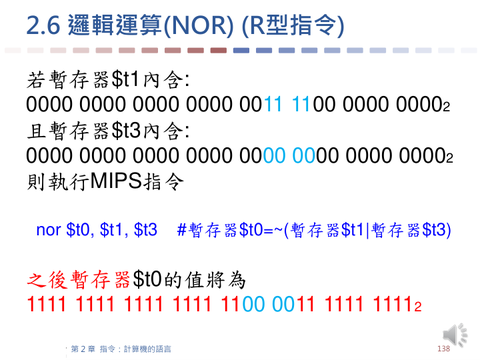 2.6 邏輯運算(NOR) (R型指令)
若暫存器$t1內含:
0000 0000 0000 0000 0011 1100 0000 0000₂
且暫存器$t3內含:
0000 0000 0000 0000 0000 0000 0000 0000₂
則執行MIPS指令
nor $t0, $t1, $t3 #暫存器$t0=~(暫存器$t1|暫存器$t3)
之後暫存器$t0的值將為
1111 1111 1111 1111 1100 0011 1111 1111₂
第 2 章 指令：計算機的語言
138